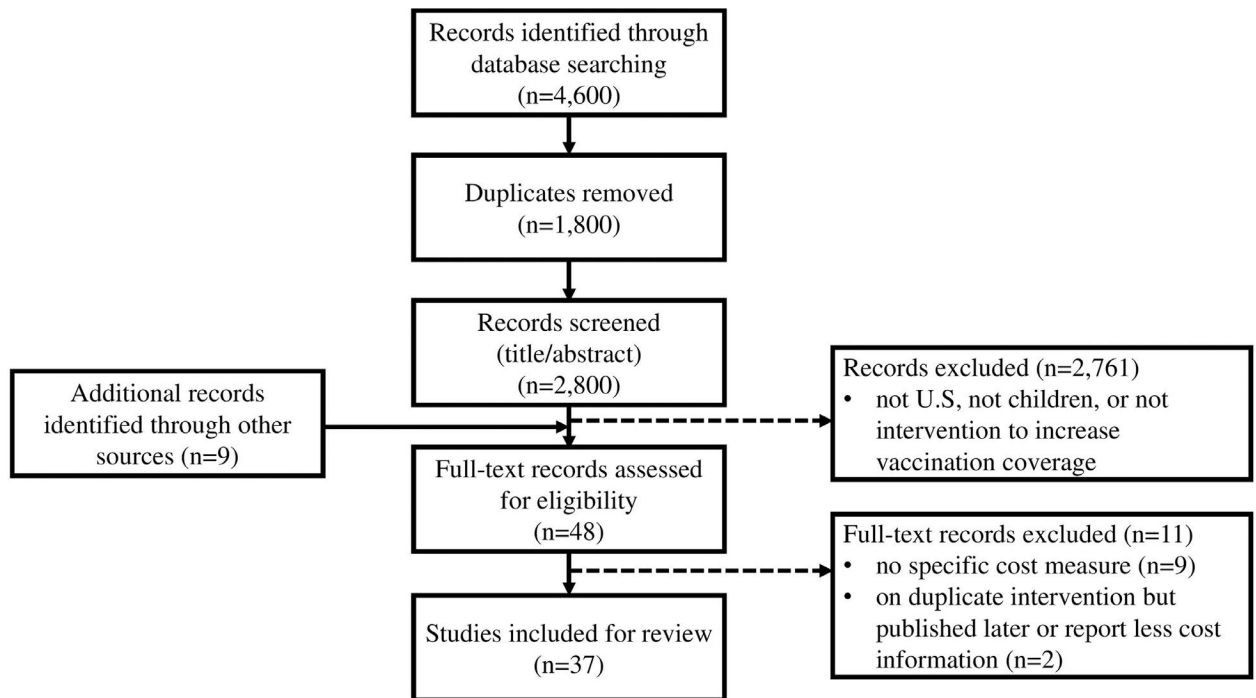 Records identified through
database searching
(n=4,600)
Duplicates removed
(n=1,800)
Records screened
(title/abstract)
(n=2,800)
Additional records
identified through other
sources (n=9)
Records excluded (n=2,761)
• not U.S, not children, or not
intervention to increase
vaccination coverage
Full-text records assessed
for eligibility
(n=48)
Full-text records excluded (n=11)
• no specific cost measure (n=9)
• on duplicate intervention but
published later or report less cost
information (n=2)
Studies included for review
(n=37)